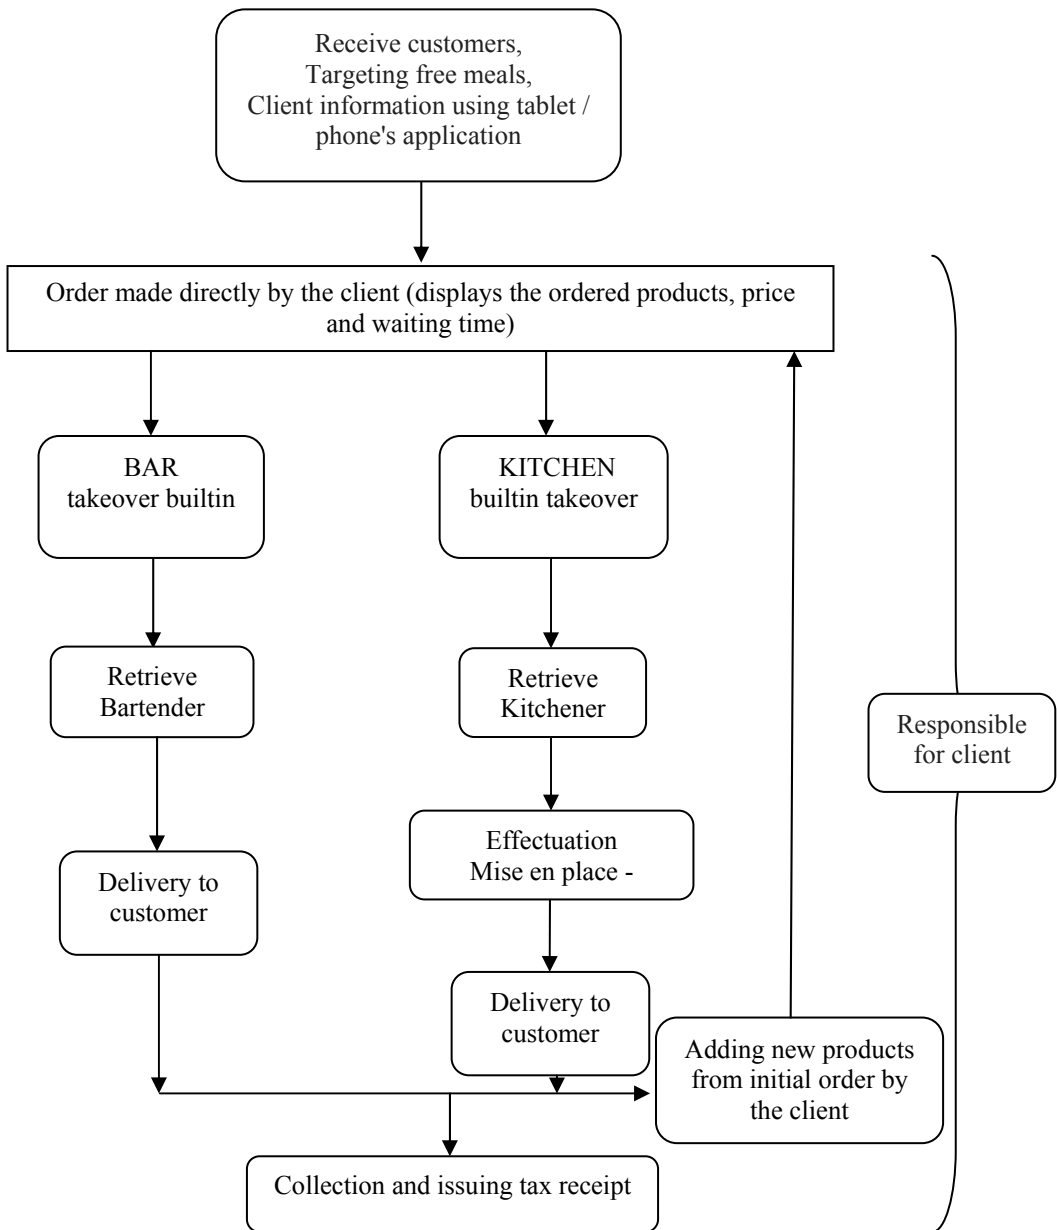 Receive customers,
Targeting free meals,
Client information using tablet /
phone's application
Order made directly by the client (displays the ordered products, price
and waiting time)
BAR
takeover builtin
KITCHEN
builtin takeover
Retrieve
Bartender
Retrieve
Kitchener
Responsible
for client
Effectuation
Mise en place -
Delivery to
customer
Delivery to
customer
Adding new products
from initial order by
the client
Collection and issuing tax receipt